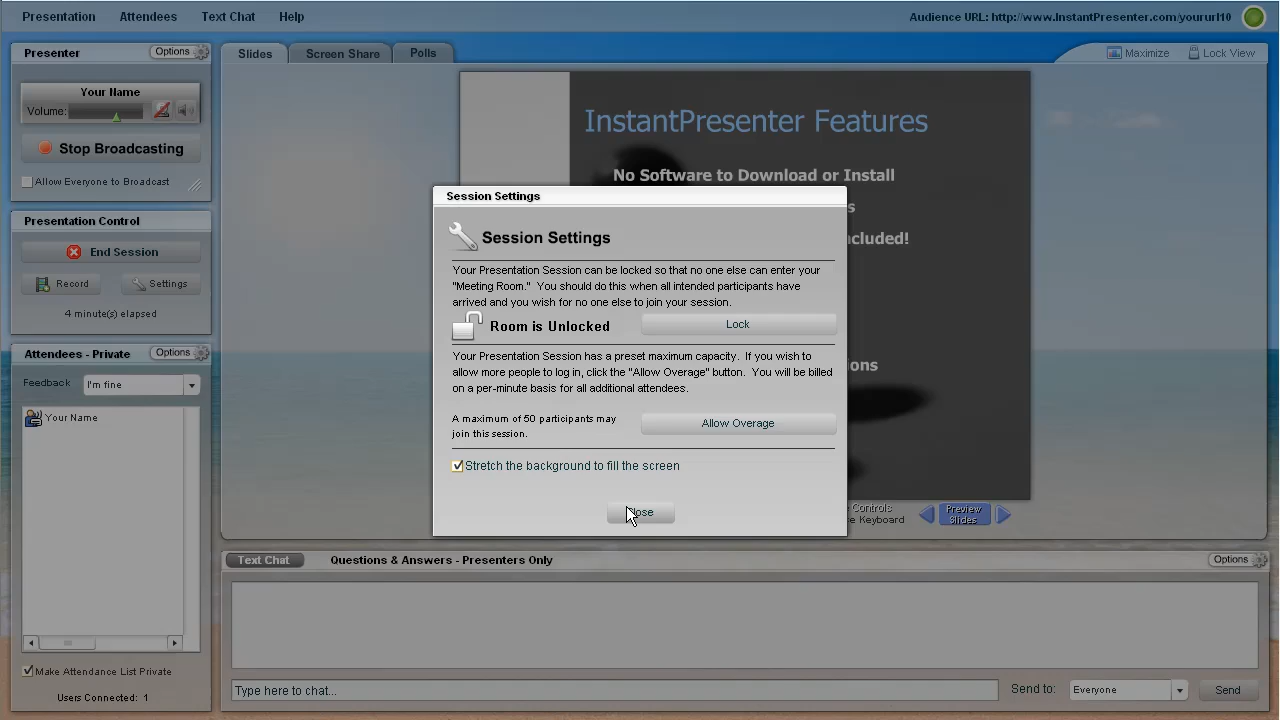 Presentation Attendees Text Chat Help
Audience URL: http://www.InstantPresenter.com/yoururl10
Presenter Options
Your Name
Volume:
Stop Broadcasting
Allow Everyone to Broadcast
Presentation Control
End Session
Record Settings
4 minute(s) elapsed
Attendees - Private Options
Feedback I'm fine
Your Name
Make Attendance List Private
Users Connected: 1
Slides Screen Share Polls
Maximize Lock View
InstantPresenter Features
No Software to Download or Install
s
cluded!
ions
Session Settings
Session Settings
Your Presentation Session can be locked so that no one else can enter your
"Meeting Room." You should do this when all intended participants have
arrived and you wish for no one else to join your session.
Room is Unlocked Lock
Your Presentation Session has a preset maximum capacity. If you wish to
allow more people to log in, click the "Allow Overage" button. You will be billed
on a per-minute basis for all additional attendees.
A maximum of 50 participants may
join this session.
Allow Overage
Stretch the background to fill the screen
Close
Controls
Keyboard
Preview
Slides
Text Chat Questions & Answers - Presenters Only Options
Type here to chat... Send to: Everyone Send